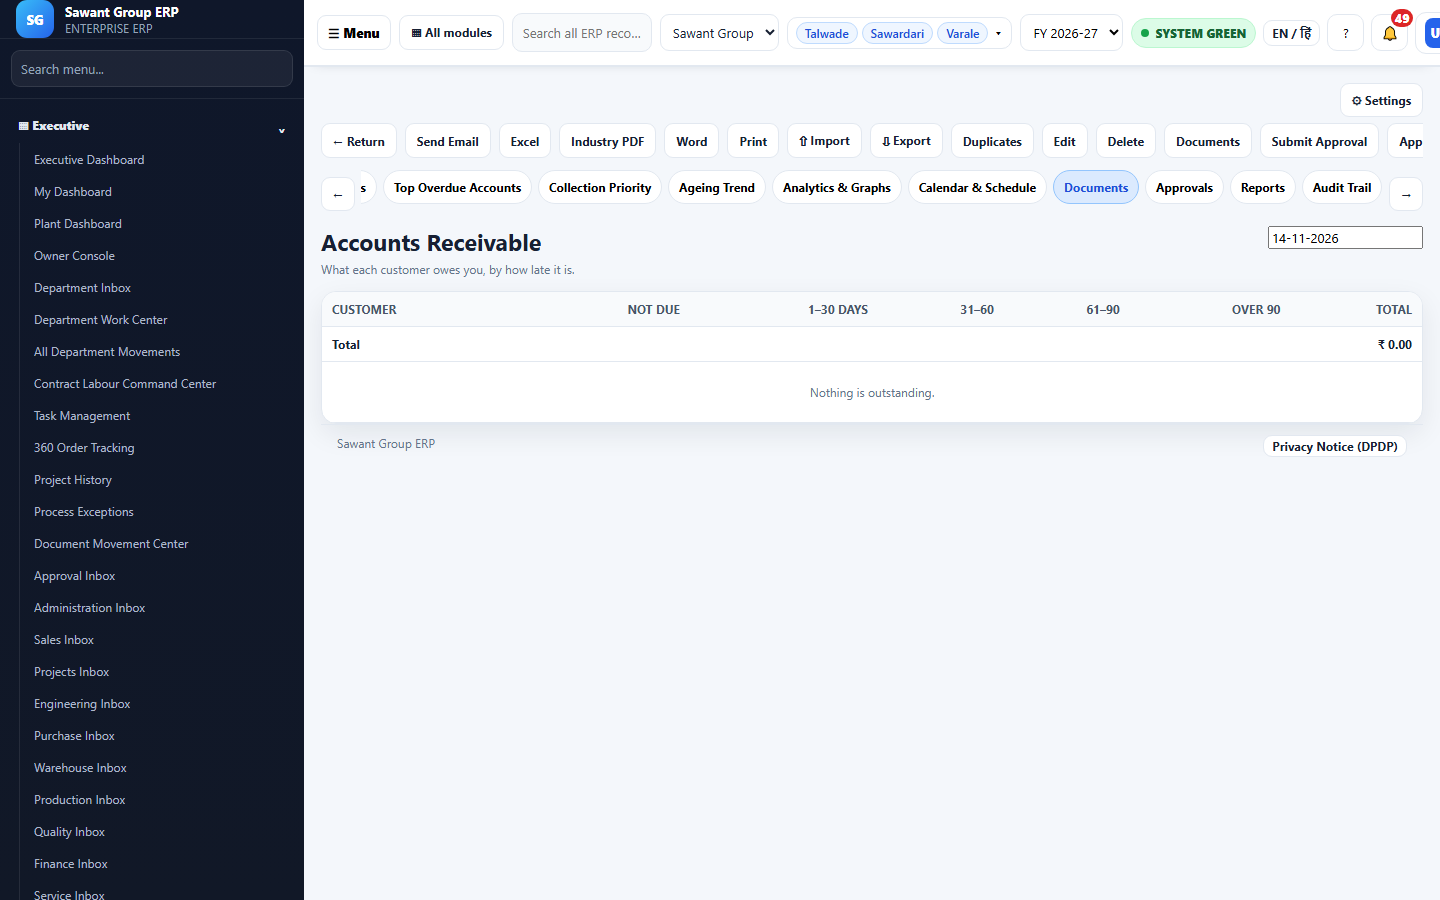 SG
Sawant Group ERP
ENTERPRISE ERP
Search menu...
Executive
Executive Dashboard
My Dashboard
Plant Dashboard
Owner Console
Department Inbox
Department Work Center
All Department Movements
Contract Labour Command Center
Task Management
360 Order Tracking
Project History
Process Exceptions
Document Movement Center
Approval Inbox
Administration Inbox
Sales Inbox
Projects Inbox
Engineering Inbox
Purchase Inbox
Warehouse Inbox
Production Inbox
Quality Inbox
Finance Inbox
Service Inbox
☰ Menu All modules Search all ERP reco... Sawant Group Talwade Sawardari Varale FY 2026-27 SYSTEM GREEN EN / हिं ? 49 U
⚙ Settings
← Return Send Email Excel Industry PDF Word Print ⇧ Import ⇩ Export Duplicates Edit Delete Documents Submit Approval App
← s Top Overdue Accounts Collection Priority Ageing Trend Analytics & Graphs Calendar & Schedule Documents Approvals Reports Audit Trail →
Accounts Receivable
14-11-2026
What each customer owes you, by how late it is.
CUSTOMER NOT DUE 1–30 DAYS 31–60 61–90 OVER 90 TOTAL
Total ₹ 0.00
Nothing is outstanding.
Sawant Group ERP Privacy Notice (DPDP)